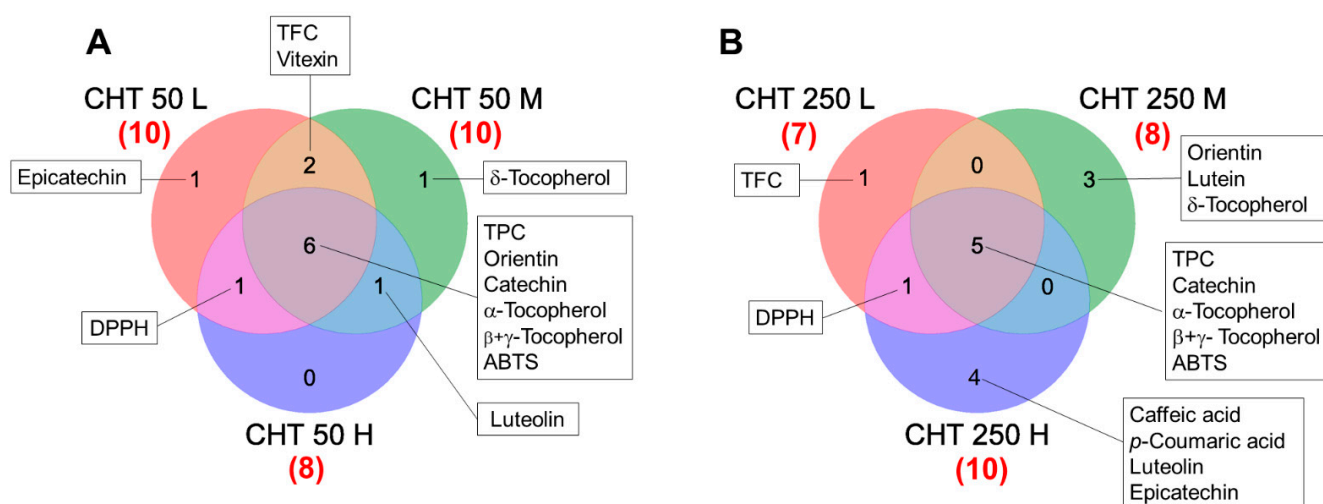 A
TFC
Vitexin
CHT 50 L
(10)
CHT 50 M
(10)
Epicatechin
1
2
1
δ-Tocopherol
6
TPC
Orientin
Catechin
α-Tocopherol
β+γ-Tocopherol
ABTS
DPPH
1
1
0
Luteolin
CHT 50 H
(8)
B
CHT 250 L
(7)
CHT 250 M
(8)
TFC
1
0
3
Orientin
Lutein
δ-Tocopherol
5
TPC
Catechin
α-Tocopherol
β+γ- Tocopherol
ABTS
DPPH
1
0
4
Caffeic acid
p-Coumaric acid
Luteolin
Epicatechin
CHT 250 H
(10)